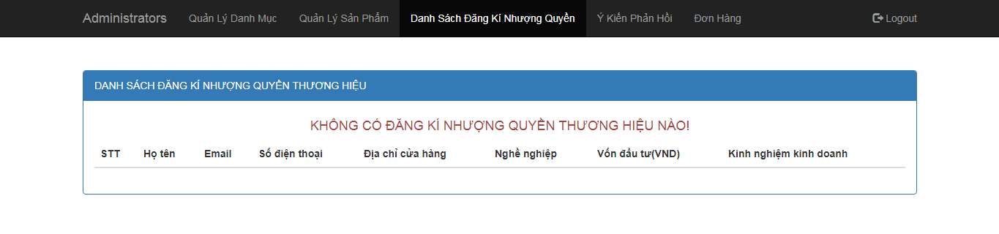 Administrators Quản Lý Danh Mục Quản Lý Sản Phẩm Danh Sách Đăng Kí Nhượng Quyền Ý Kiến Phản Hồi Đơn Hàng Logout
DANH SÁCH ĐĂNG KÍ NHƯỢNG QUYỀN THƯƠNG HIỆU
KHÔNG CÓ ĐĂNG KÍ NHƯỢNG QUYỀN THƯƠNG HIỆU NÀO!
STT Họ tên Email Số điện thoại Địa chỉ cửa hàng Nghề nghiệp Vốn đầu tư(VND) Kinh nghiệm kinh doanh